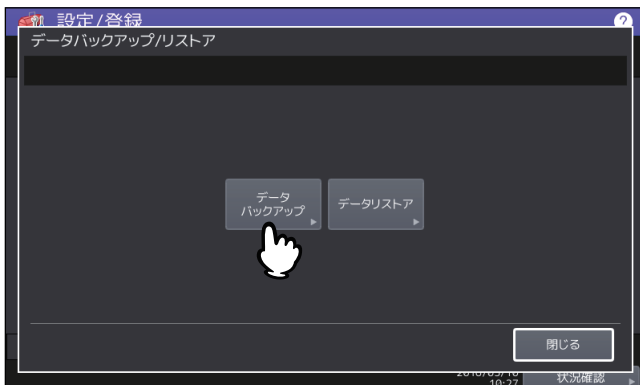 設定/登録
?
データバックアップ/リストア
データ
バックアップ
データリストア
閉じる
10:27
状況確認